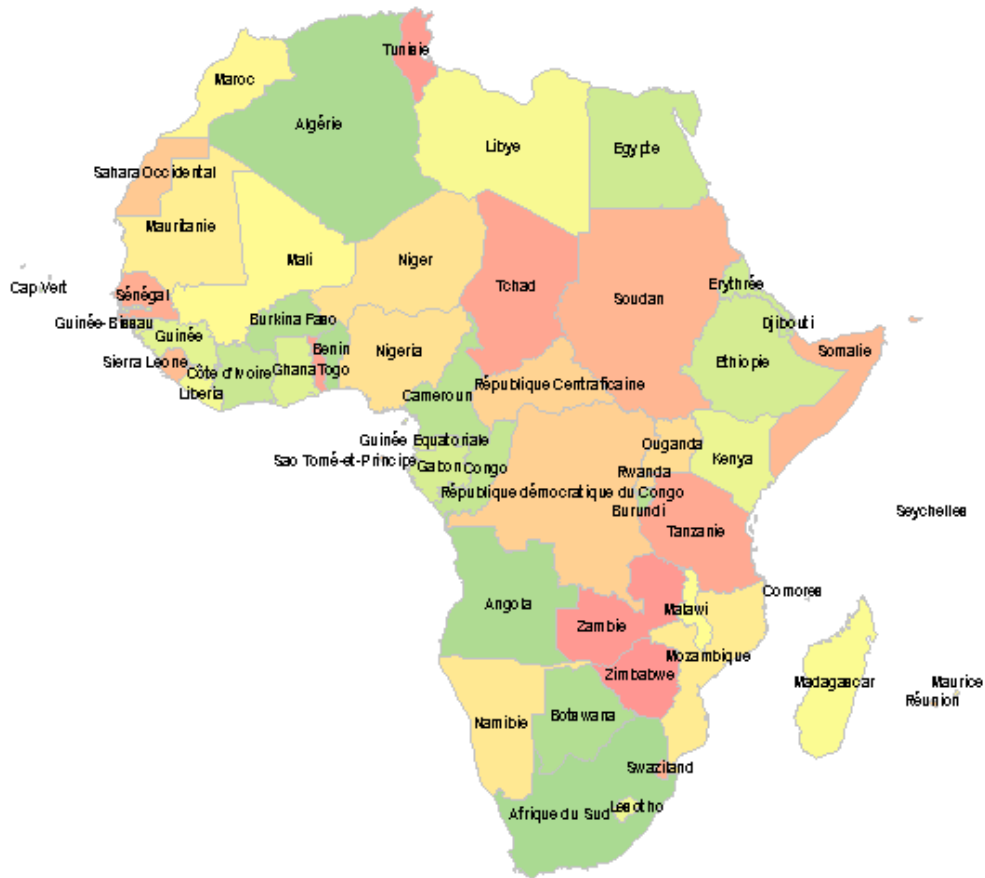 Tunisie
Maroc
Algérie
Libye
Egypte
Sahara Occidental
Mauritanie
Mali
Niger
Tchad
Soudan
Erythrée
Cap Vert
Sénégal
Guinée-Bissau
Burkina Faso
Djibouti
Guinée
Nigeria
Benin
Somalie
Sierra Leone
Côte d'Ivoire
Ghana
Togo
Ethiopie
Liberia
Cameroun
République Centraficaine
Guinée Equatoriale
Ouganda
Kenya
Sao Tomé-et-Principe
Gabon
Congo
Rwanda
République démocratique du Congo
Burundi
Seychelles
Tanzanie
Comores
Angola
Malawi
Zambie
Mozambique
Zimbabwe
Madagascar
Maurice
Réunion
Namibie
Botswana
Swaziland
Lesotho
Afrique du Sud